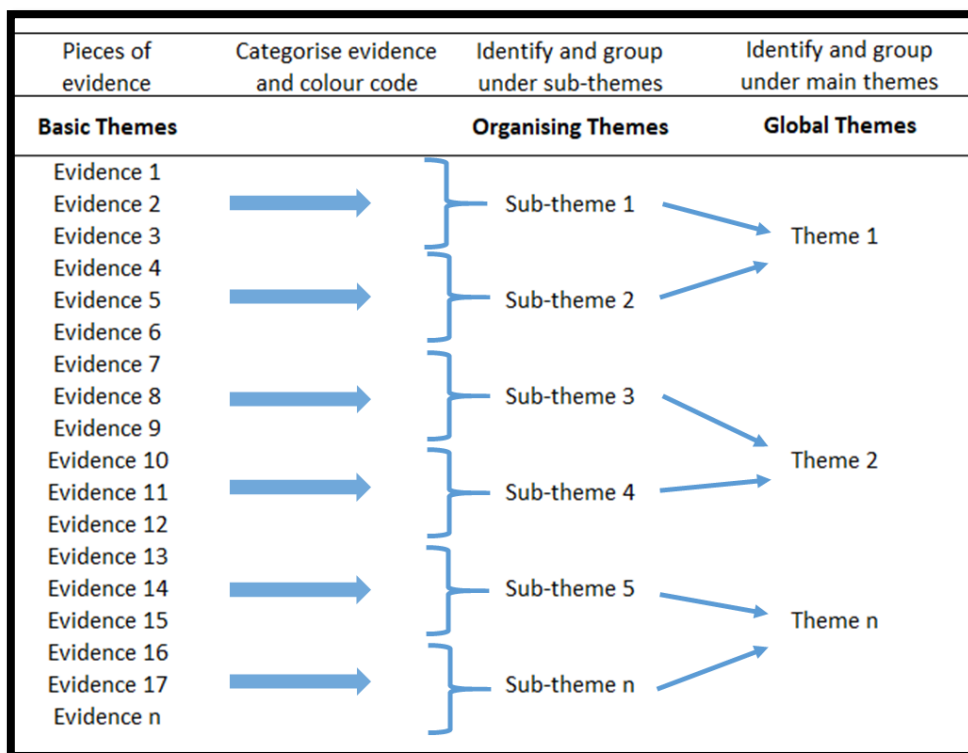 Pieces of evidence
Categorise evidence and colour code
Identify and group under sub-themes
Identify and group under main themes
Basic Themes
Organising Themes
Global Themes
Evidence 1
Evidence 2
Evidence 3
Sub-theme 1
Theme 1
Evidence 4
Evidence 5
Evidence 6
Sub-theme 2
Evidence 7
Evidence 8
Evidence 9
Sub-theme 3
Theme 2
Evidence 10
Evidence 11
Evidence 12
Sub-theme 4
Evidence 13
Evidence 14
Evidence 15
Sub-theme 5
Theme n
Evidence 16
Evidence 17
Evidence n
Sub-theme n